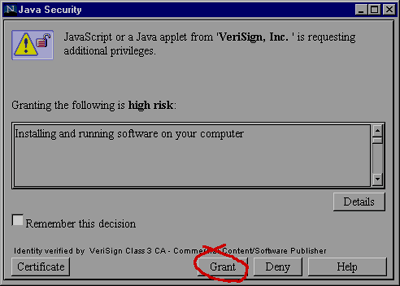 Java Security
JavaScript or a Java applet from 'VeriSign, Inc. ' is requesting
additional privileges.
Granting the following is high risk:
Installing and running software on your computer
Details
Remember this decision
Identity verified by VeriSign Class 3 CA - Commercial Content/Software Publisher
Certificate Grant Deny Help